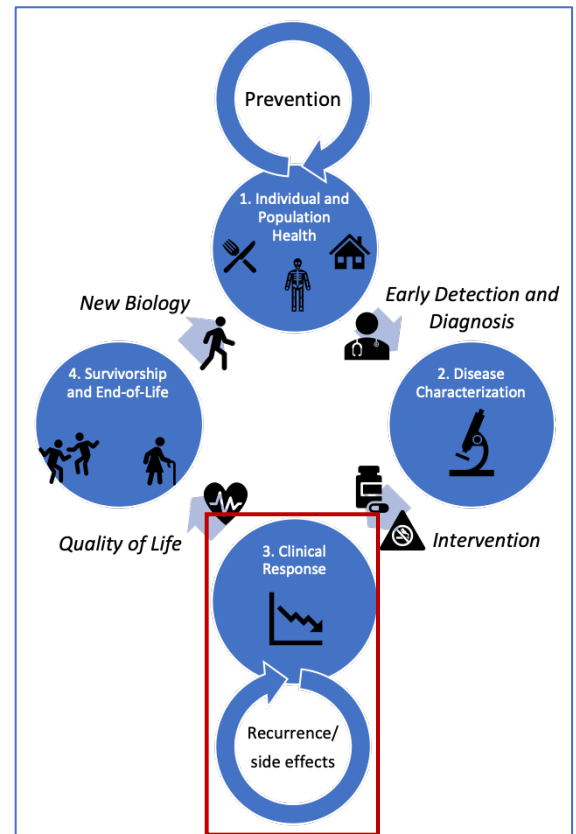 Prevention
1. Individual and
Population
Health
New Biology
Early Detection and
Diagnosis
4. Survivorship
and End-of-Life
2. Disease
Characterization
Quality of Life
Intervention
3. Clinical
Response
Recurrence/
side effects